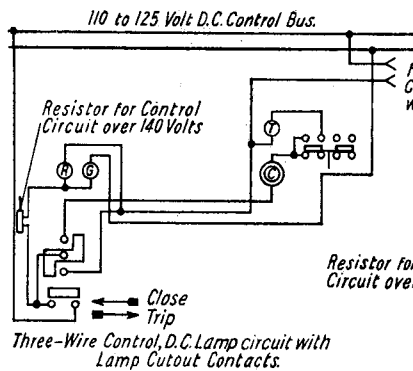 110 to 125 Volt D.C. Control Bus.
Resistor for Control
Circuit over 140 Volts
R
G
T
C
Resistor for
Circuit over
Close
Trip
Three-Wire Control, D.C. Lamp circuit with
Lamp Cutout Contacts.